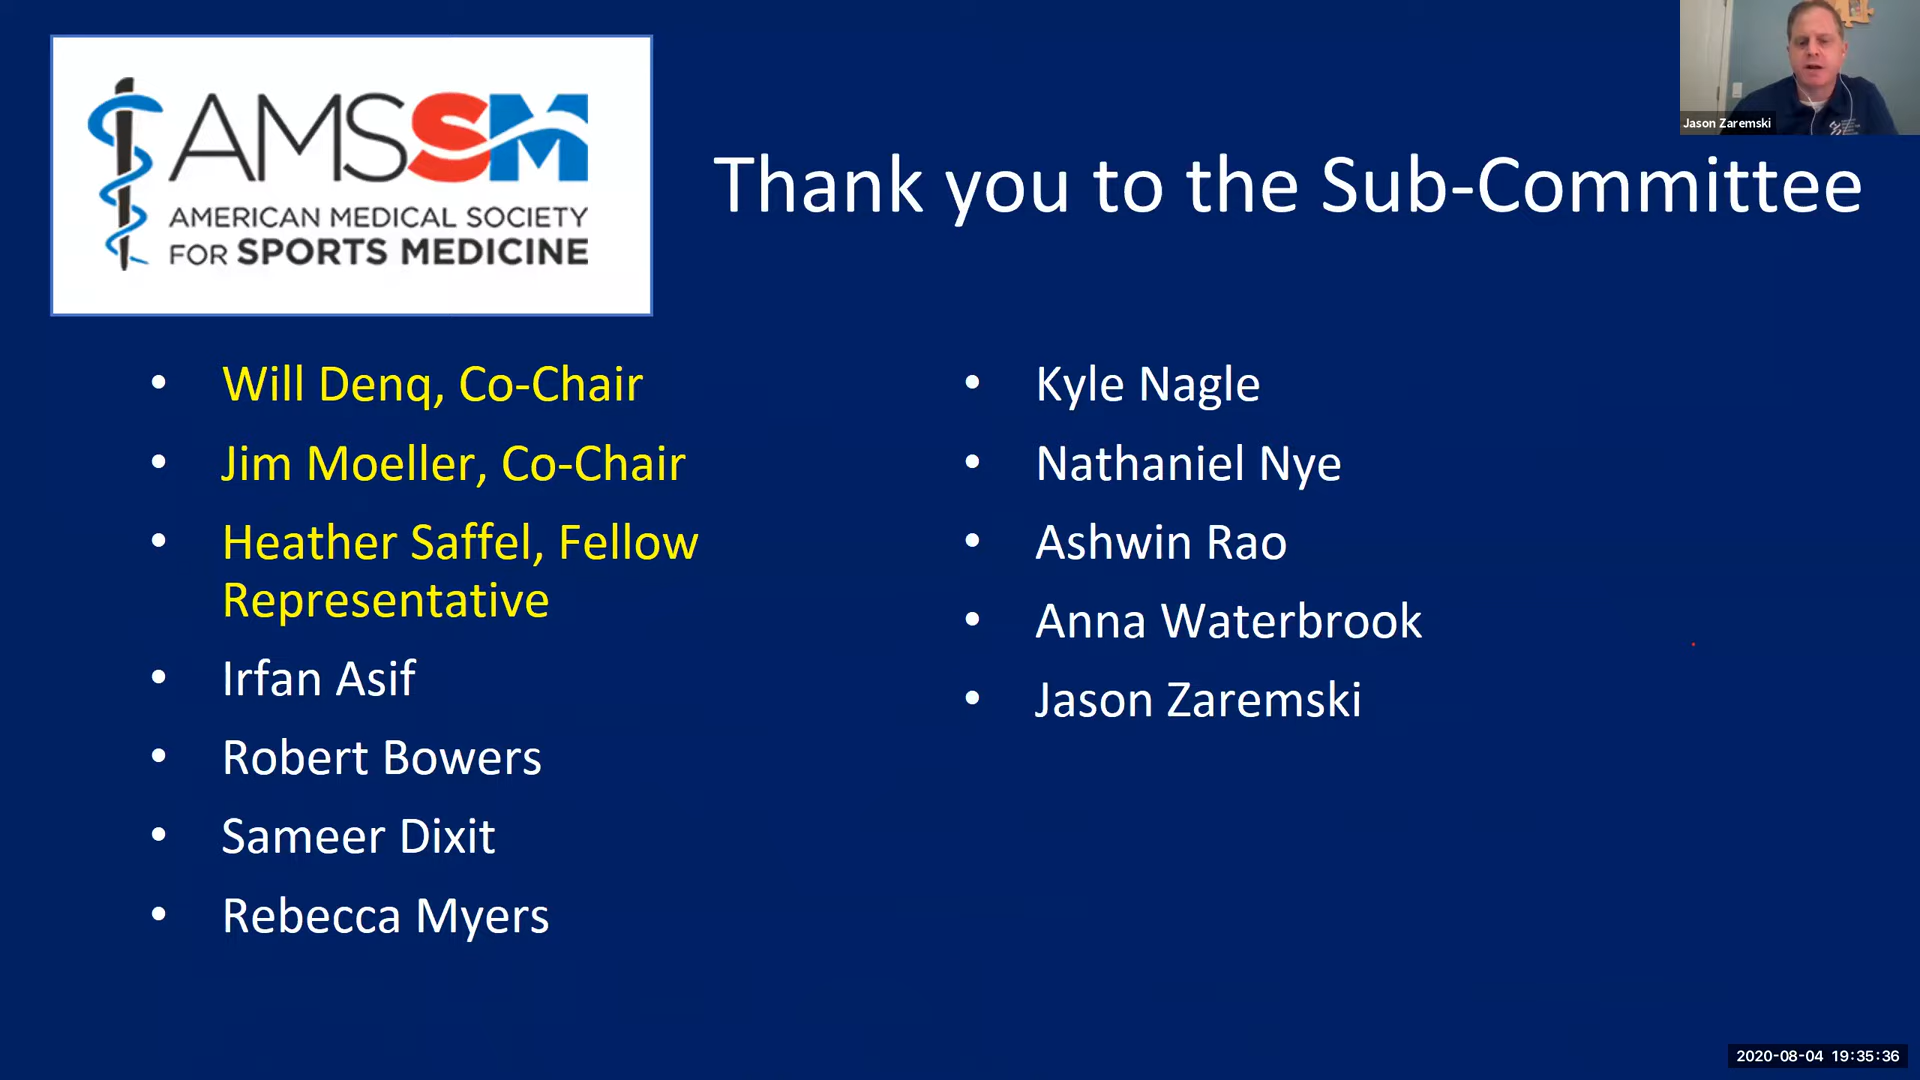 AMSSM
AMERICAN MEDICAL SOCIETY
FOR SPORTS MEDICINE
Jason Zaremski
Thank you to the Sub-Committee
• Will Denq, Co-Chair
• Jim Moeller, Co-Chair
• Heather Saffel, Fellow
Representative
• Irfan Asif
• Robert Bowers
• Sameer Dixit
• Rebecca Myers
• Kyle Nagle
• Nathaniel Nye
• Ashwin Rao
• Anna Waterbrook
• Jason Zaremski
2020-08-04 19:35:36